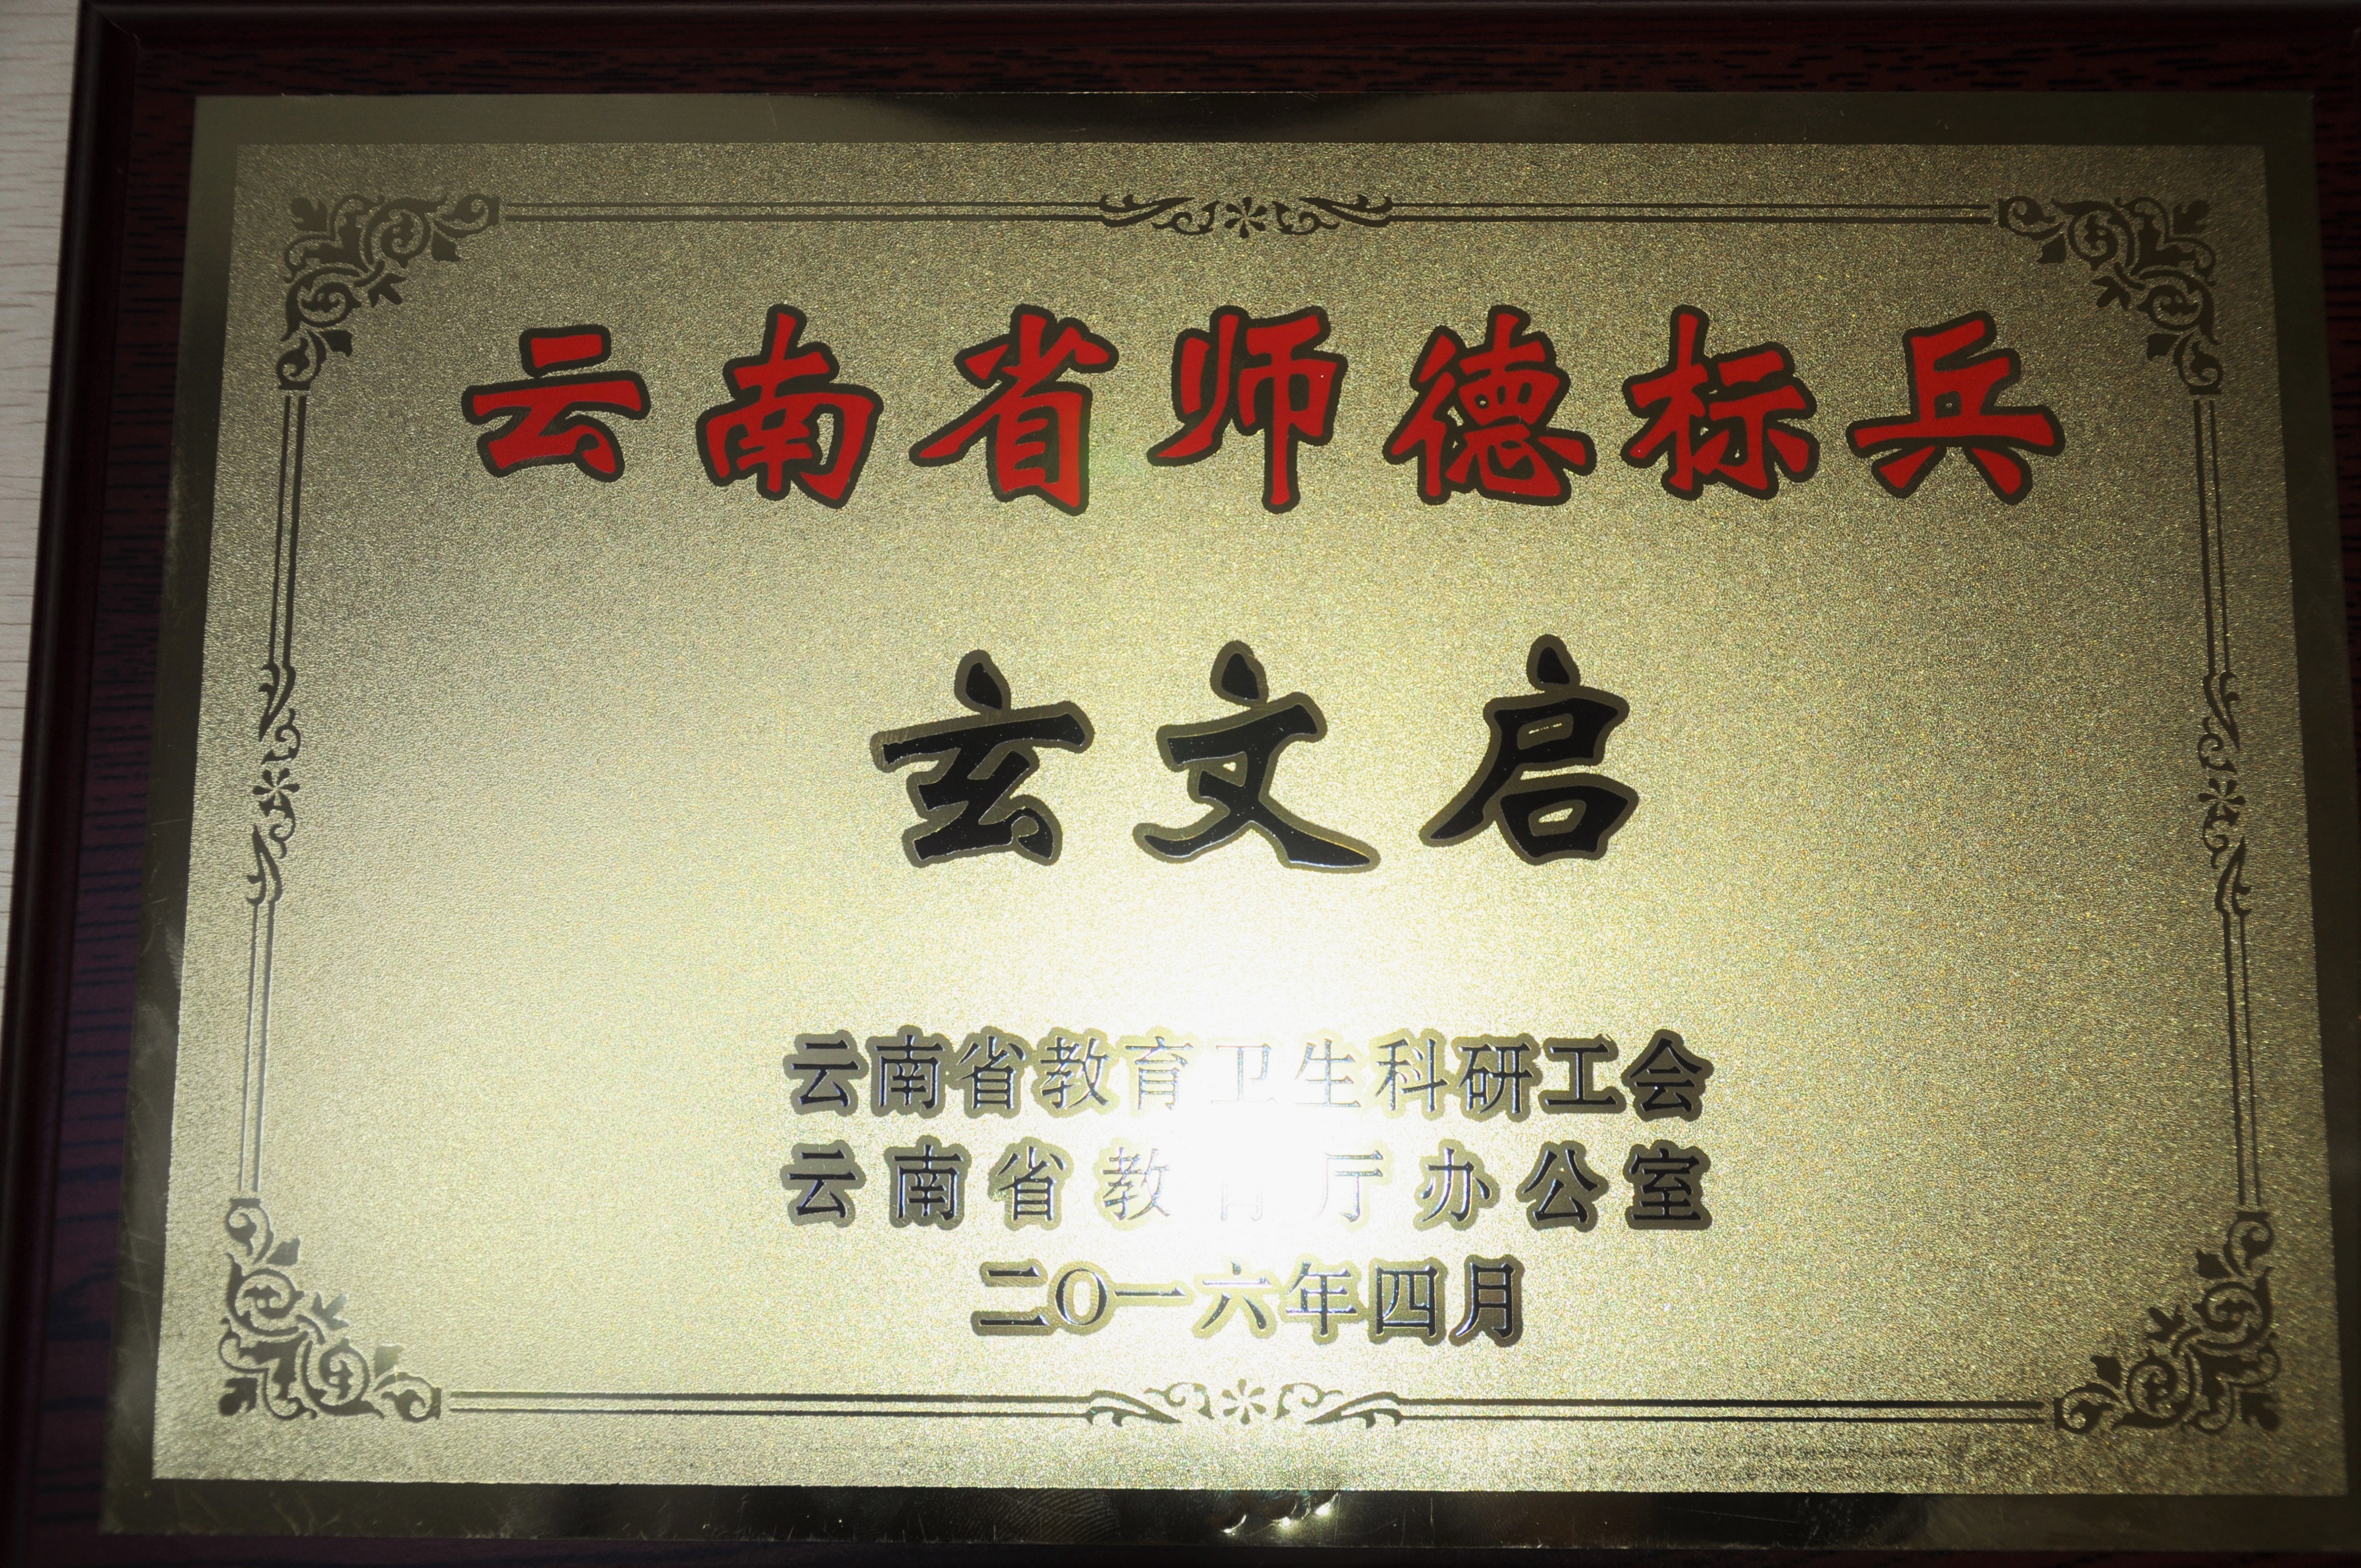 云南省师德标兵
玄文启
云南省教育卫生科研工会
云南省教育厅办公室
二〇一六年四月